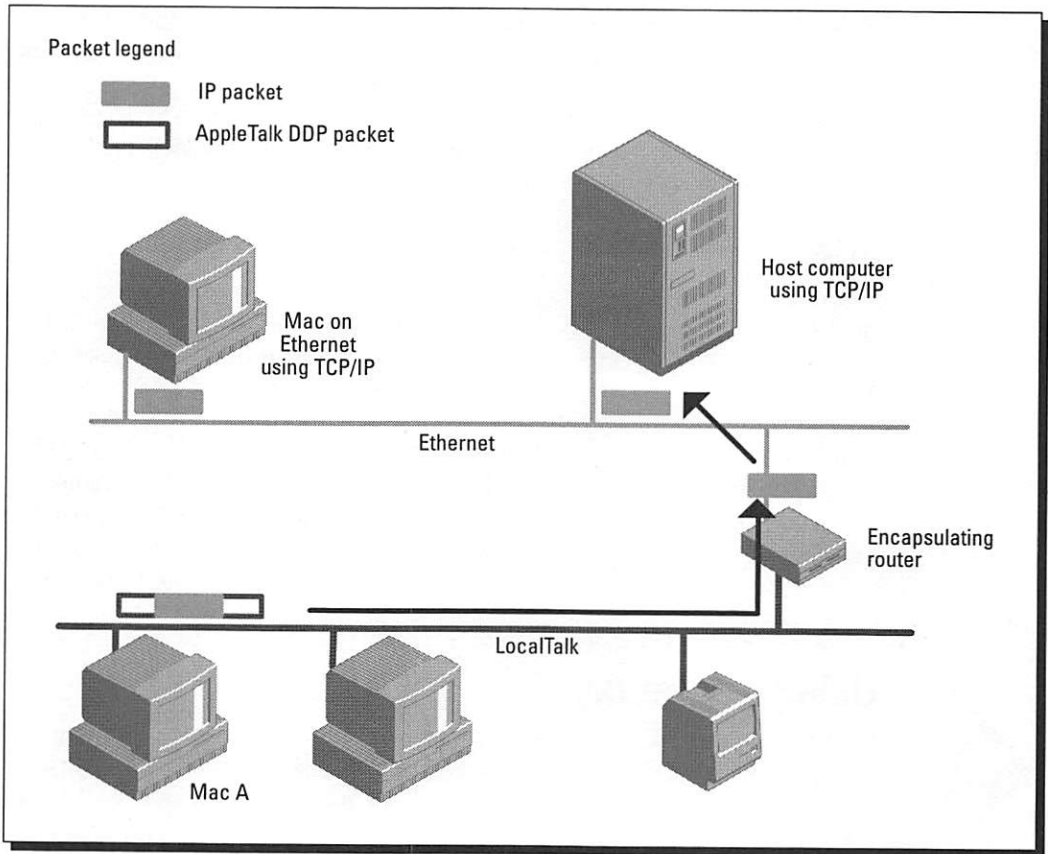 Packet legend
IP packet
AppleTalk DDP packet
Host computer
using TCP/IP
Mac on
Ethernet
using TCP/IP
Ethernet
Encapsulating
router
LocalTalk
Mac A